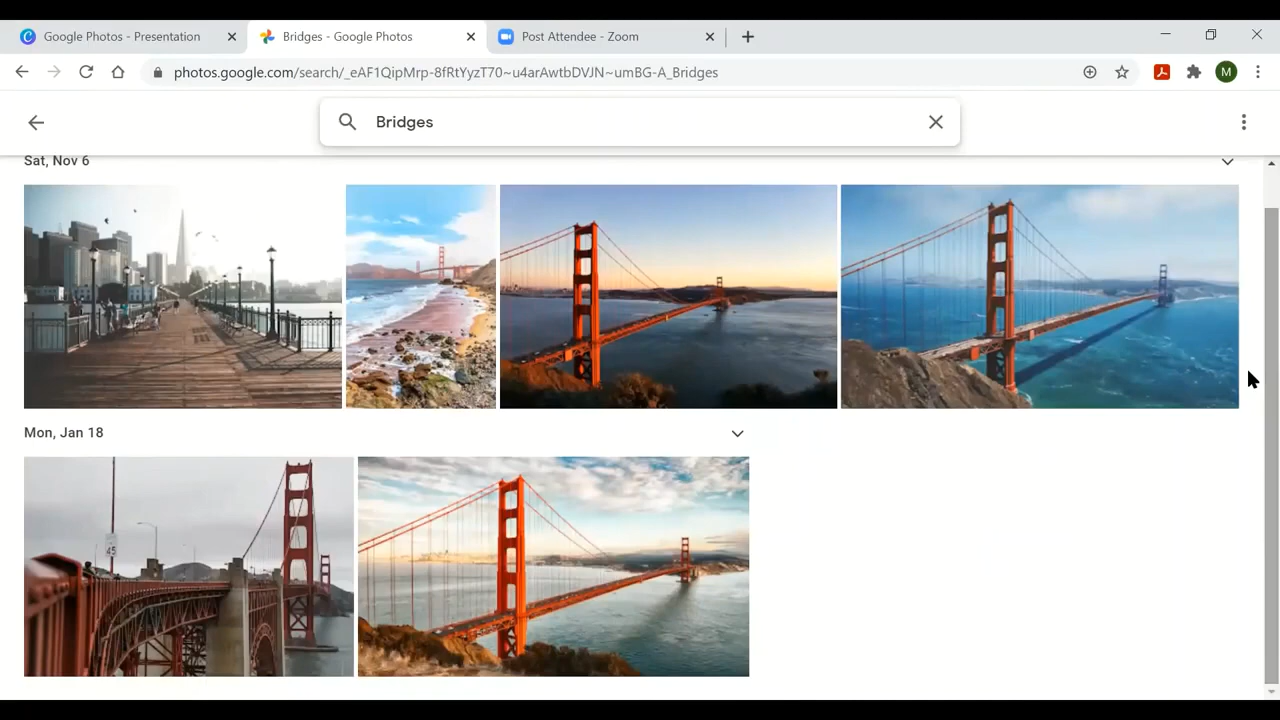 Google Photos - Presentation
Bridges - Google Photos
Post Attendee - Zoom
photos.google.com/search/_eAF1QipMrp-8fRtYyzT70~u4arAwtbDVJN~umBG-A_Bridges
M
Bridges
Sat, Nov 6
Mon, Jan 18
45